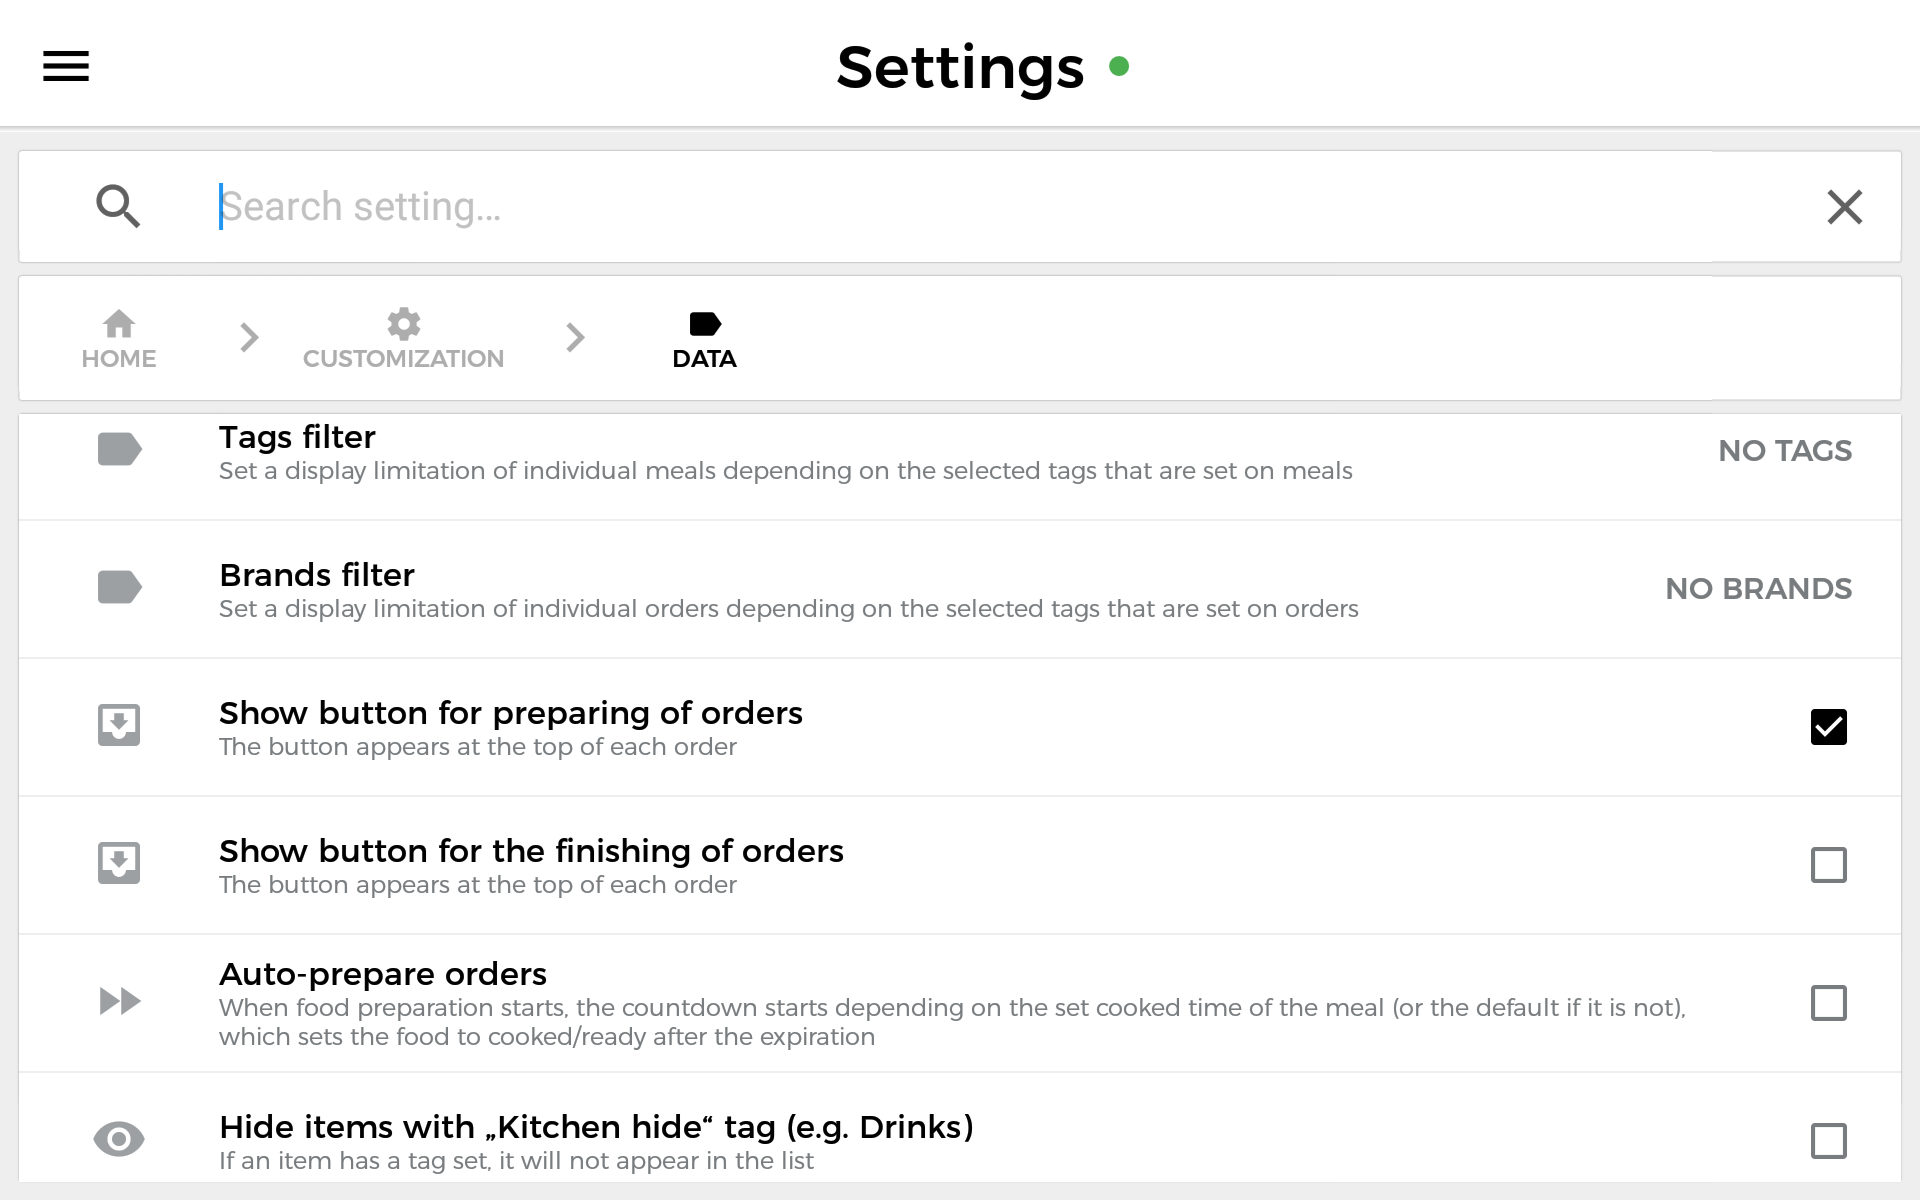 Settings
Search setting...
HOME
CUSTOMIZATION
DATA
Tags filter
Set a display limitation of individual meals depending on the selected tags that are set on meals
NO TAGS
Brands filter
Set a display limitation of individual orders depending on the selected tags that are set on orders
NO BRANDS
Show button for preparing of orders
The button appears at the top of each order
Show button for the finishing of orders
The button appears at the top of each order
Auto-prepare orders
When food preparation starts, the countdown starts depending on the set cooked time of the meal (or the default if it is not),
which sets the food to cooked/ready after the expiration
Hide items with „Kitchen hide“ tag (e.g. Drinks)
If an item has a tag set, it will not appear in the list